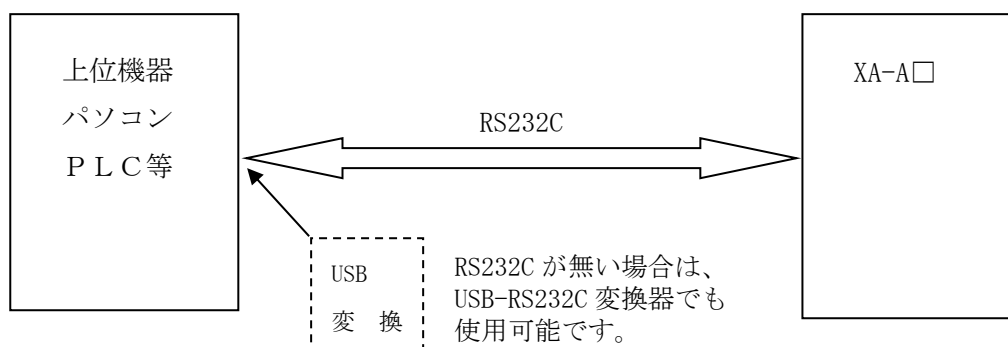 上位機器
パソコン
ＰＬＣ等
RS232C
XA-A□
USB
変　換
RS232C が無い場合は、
USB-RS232C 変換器でも
使用可能です。